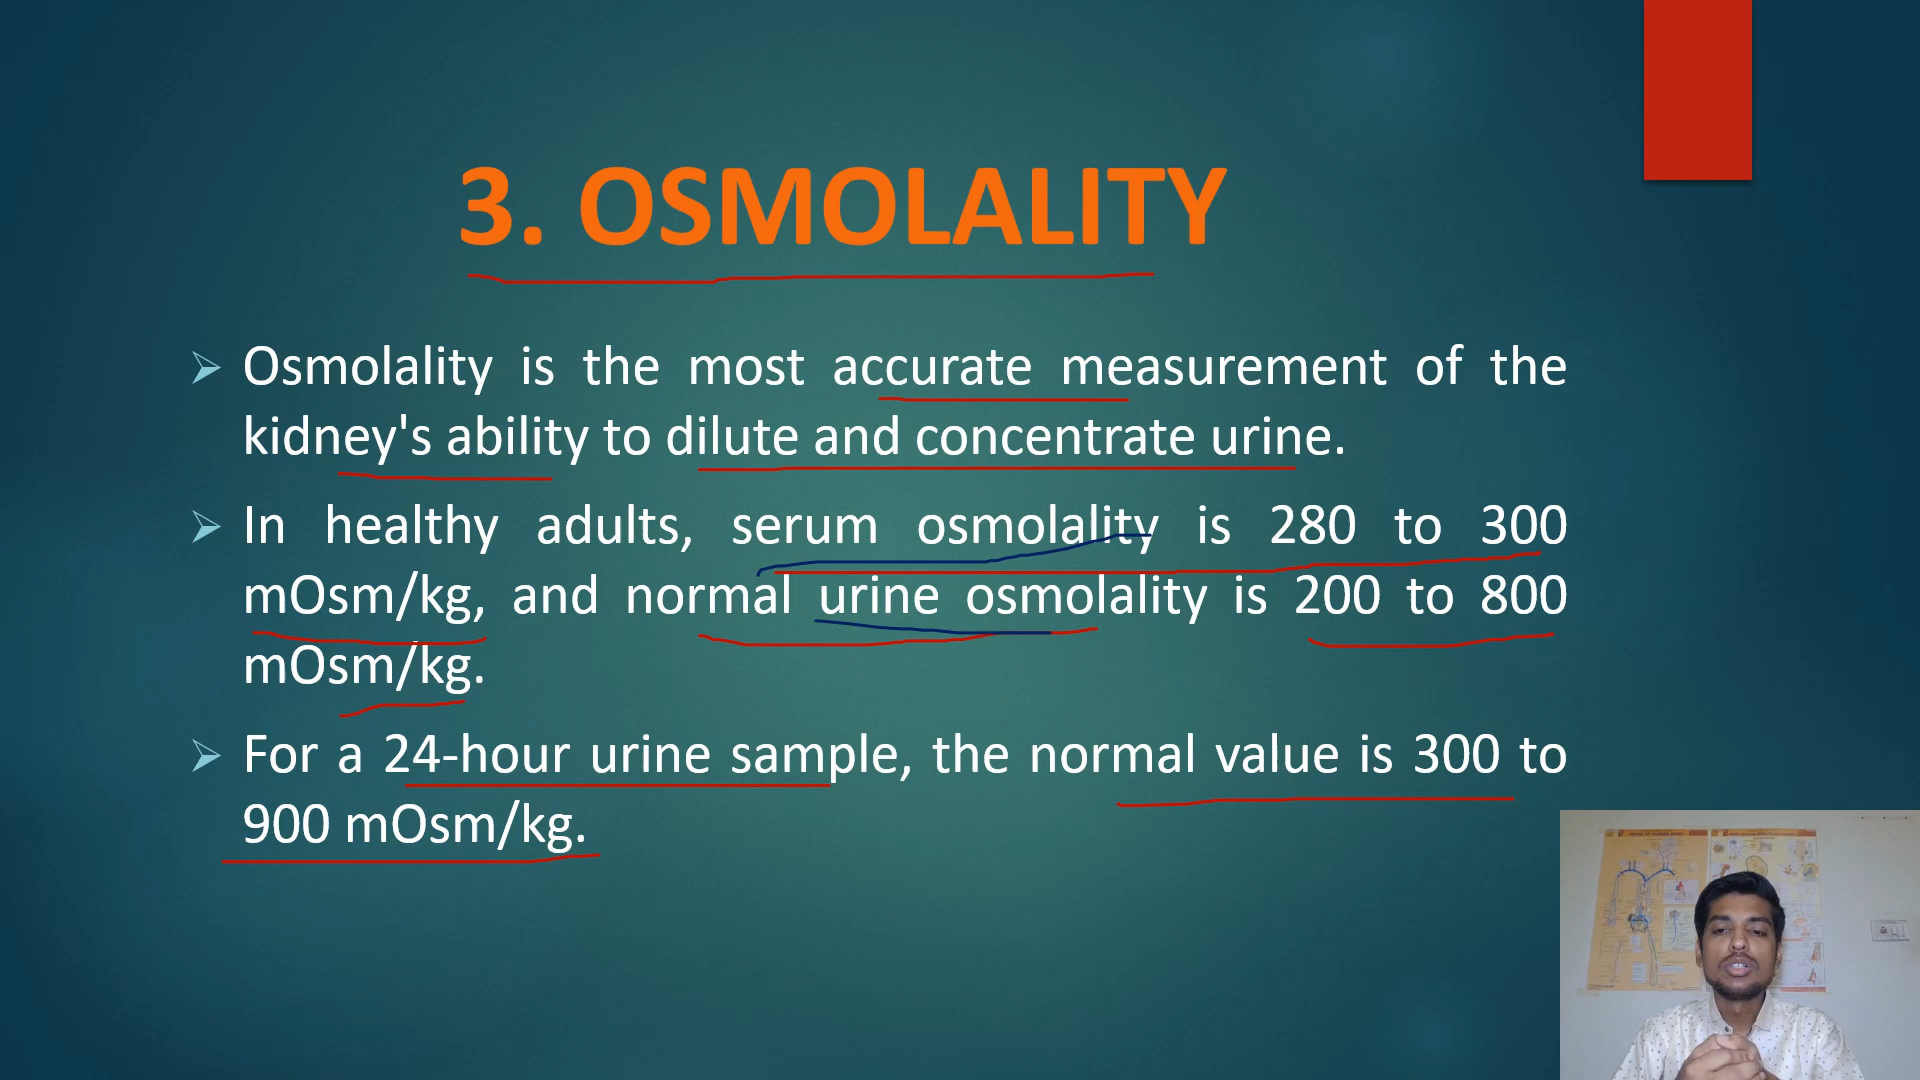 3. OSMOLALITY
Osmolality is the most accurate measurement of the
kidney's ability to dilute and concentrate urine.
In healthy adults, serum osmolality is 280 to 300
mOsm/kg, and normal urine osmolality is 200 to 800
mOsm/kg.
For a 24-hour urine sample, the normal value is 300 to
900 mOsm/kg.